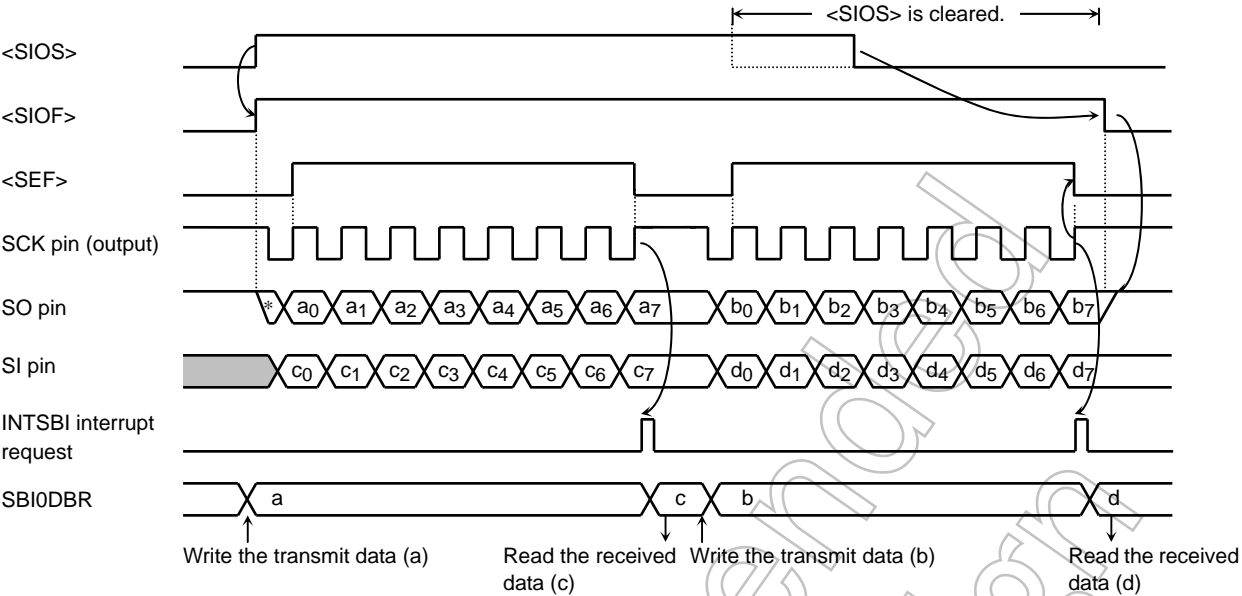 <SIOS> is cleared.
<SIOS>
<SIOF>
<SEF>
SCK pin (output)
SO pin
* a0 a1 a2 a3 a4 a5 a6 a7 b0 b1 b2 b3 b4 b5 b6 b7
SI pin
c0 c1 c2 c3 c4 c5 c6 c7 d0 d1 d2 d3 d4 d5 d6 d7
INTSBI interrupt
request
SBI0DBR
a c b d
Write the transmit data (a)
Read the received
data (c)
Write the transmit data (b)
Read the received
data (d)